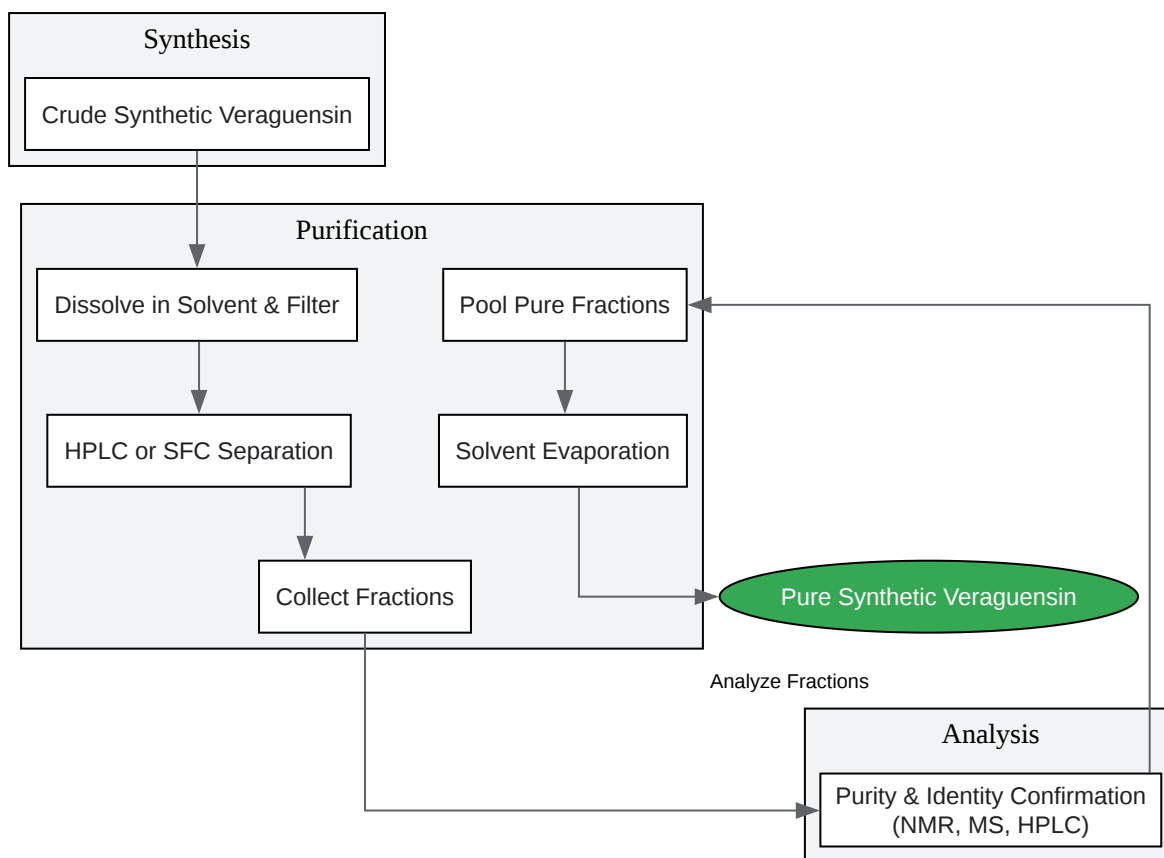 Synthesis
Crude Synthetic Veraguensin
Purification
Dissolve in Solvent & Filter
Pool Pure Fractions
HPLC or SFC Separation
Solvent Evaporation
Collect Fractions
Pure Synthetic Veraguensin
Analyze Fractions
Analysis
Purity & Identity Confirmation
(NMR, MS, HPLC)